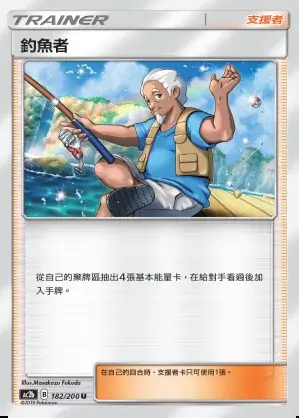 TRAINER
支援者
釣魚者
從自己的棄牌區抽出4張基本能量卡，在給對手看過後加
入手牌。
Illus.Masakazu Fukuda
AC2b B 182/200 U
©2019 Pokémon
在自己的回合時，支援者卡只可使用1張。